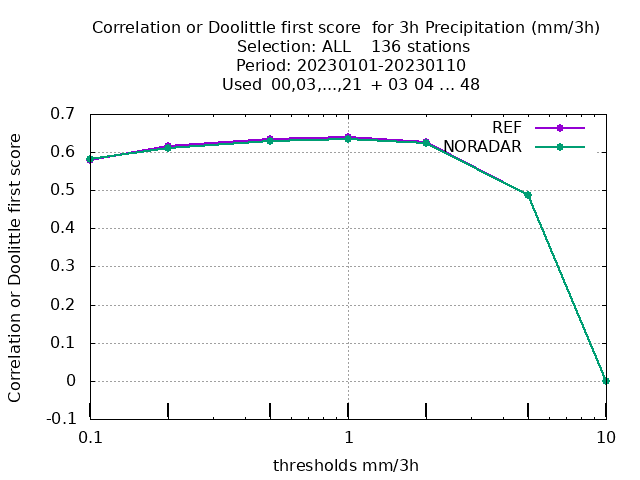 Correlation or Doolittle first score  for 3h Precipitation (mm/3h)
Selection: ALL    136 stations
Period: 20230101-20230110
Used  00,03,...,21  + 03 04 ... 48
Correlation or Doolittle first score
0.7
0.6
0.5
0.4
0.3
0.2
0.1
0
-0.1
REF
NORADAR
0.1
1
10
thresholds mm/3h